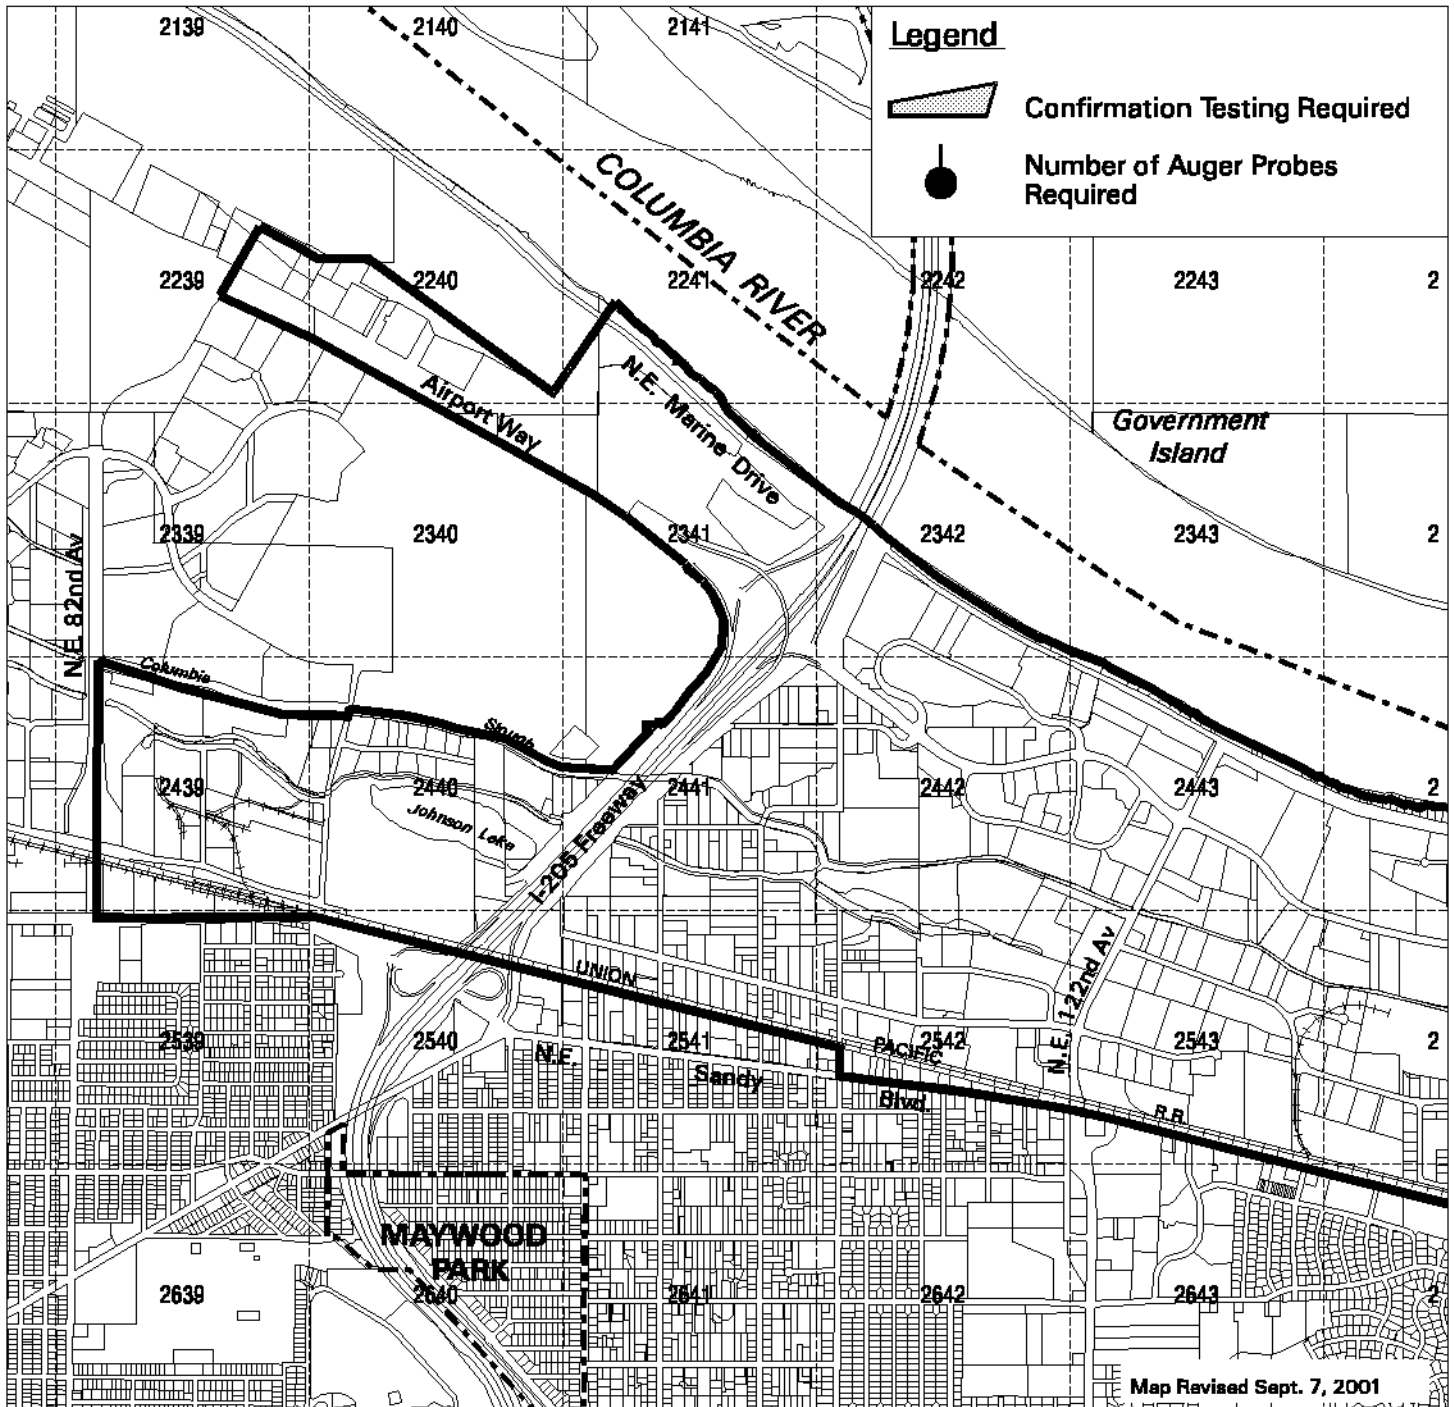 2139
2140
2141
Legend
Confirmation Testing Required
Number of Auger Probes
Required
COLUMBIA RIVER
2239
2240
2241
2242
2243
2
Airport Way
N.E. Marine Drive
Government
Island
2339
2340
2341
2342
2343
2
N.E. 82nd Av
Columbia
Slough
2439
2440
2441
2442
2443
2
Johnson Lake
I-205 Freeway
N.E. 122nd Av
UNION
PACIFIC
R.R.
2539
2540
2541
2542
2543
2
N.E.
Sandy
Blvd.
MAYWOOD
PARK
2639
2640
2641
2642
2643
2
Map Revised Sept. 7, 2001